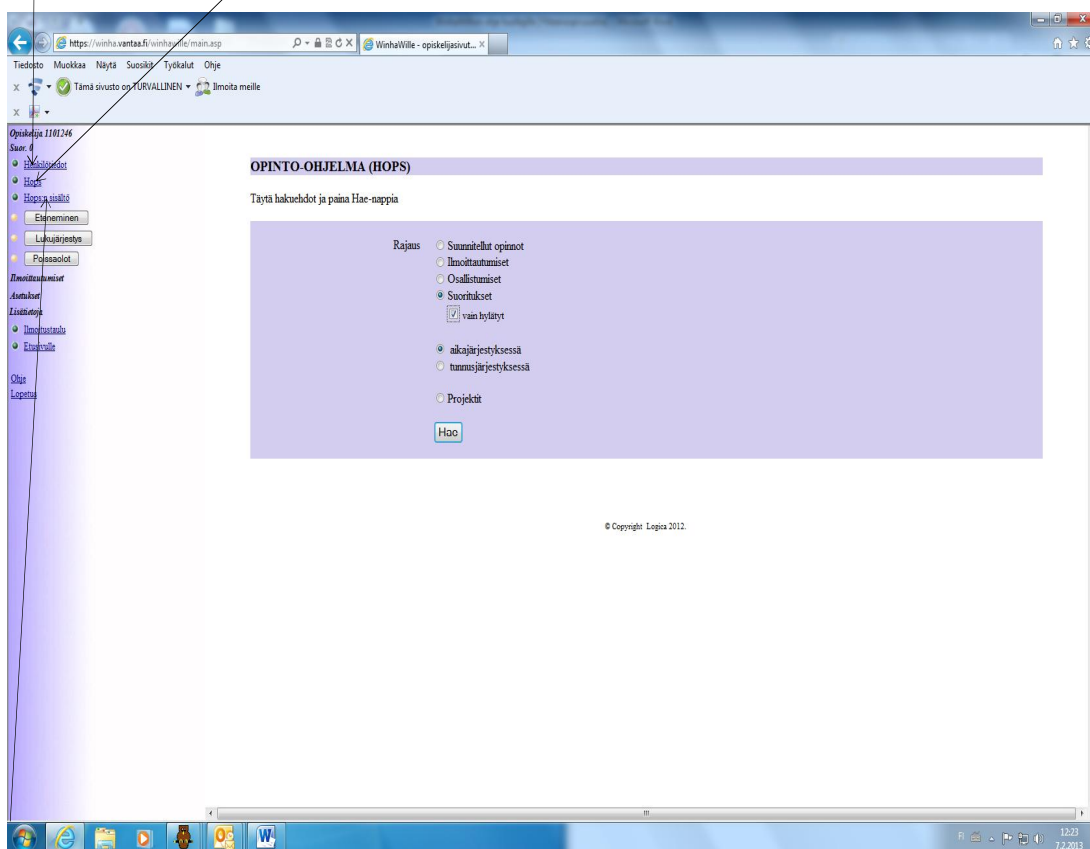 https://winha.vantaa.fi/winhawille/main.asp
WinhaWille - opiskelijasivut...
Tiedosto Muokkaa Näytä Suosikit Työkalut Ohje
Tämä sivusto on TURVALLINEN Ilmoita meille
Opiskelija 1101246
Suor. 0
Henkilötiedot
Hops
Hops:n sisältö
Eteneminen
Lukujärjestys
Poissaolot
Ilmoittautumiset
Asetukset
Lisätietoja
Ilmoitustaulu
Etusivulle
Ohje
Lopetus
OPINTO-OHJELMA (HOPS)
Täytä hakuehdot ja paina Hae-nappia
Rajaus Suunnitellut opinnot
Ilmoittautumiset
Osallistumiset
Suoritukset
vain hylätyt
aikajärjestyksessä
tunnusjärjestyksessä
Projektit
Hae
© Copyright Logica 2012.
FI 12:23
7.2.2013